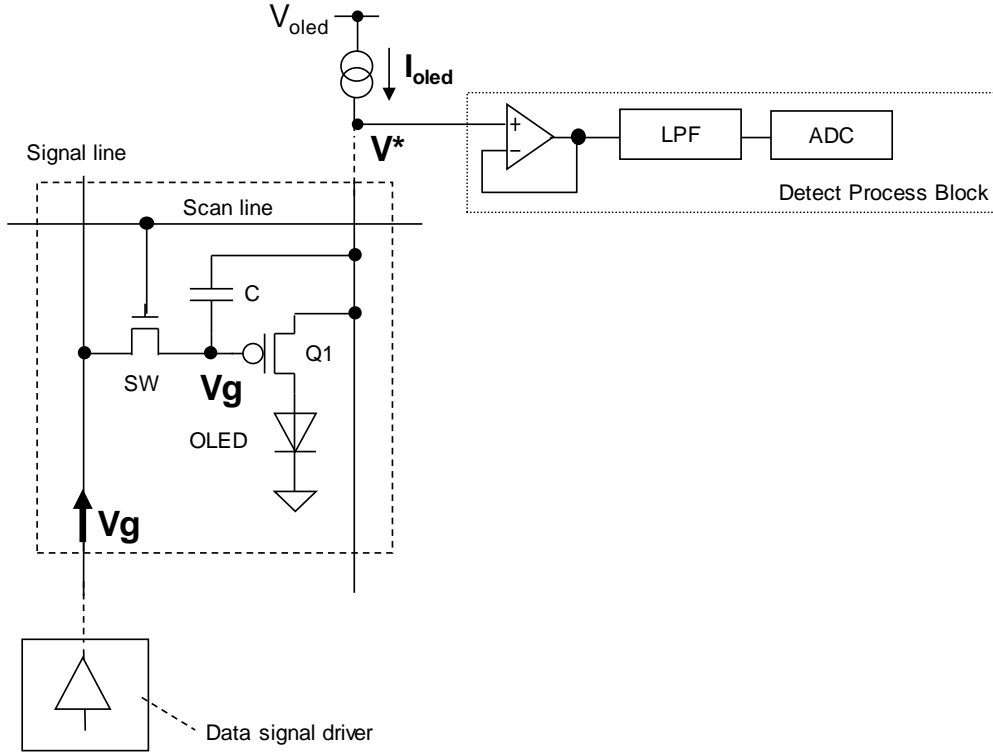 Voled
Ioled
V*
+
−
LPF
ADC
Detect Process Block
Signal line
Scan line
C
Q1
SW
Vg
OLED
Vg
Data signal driver